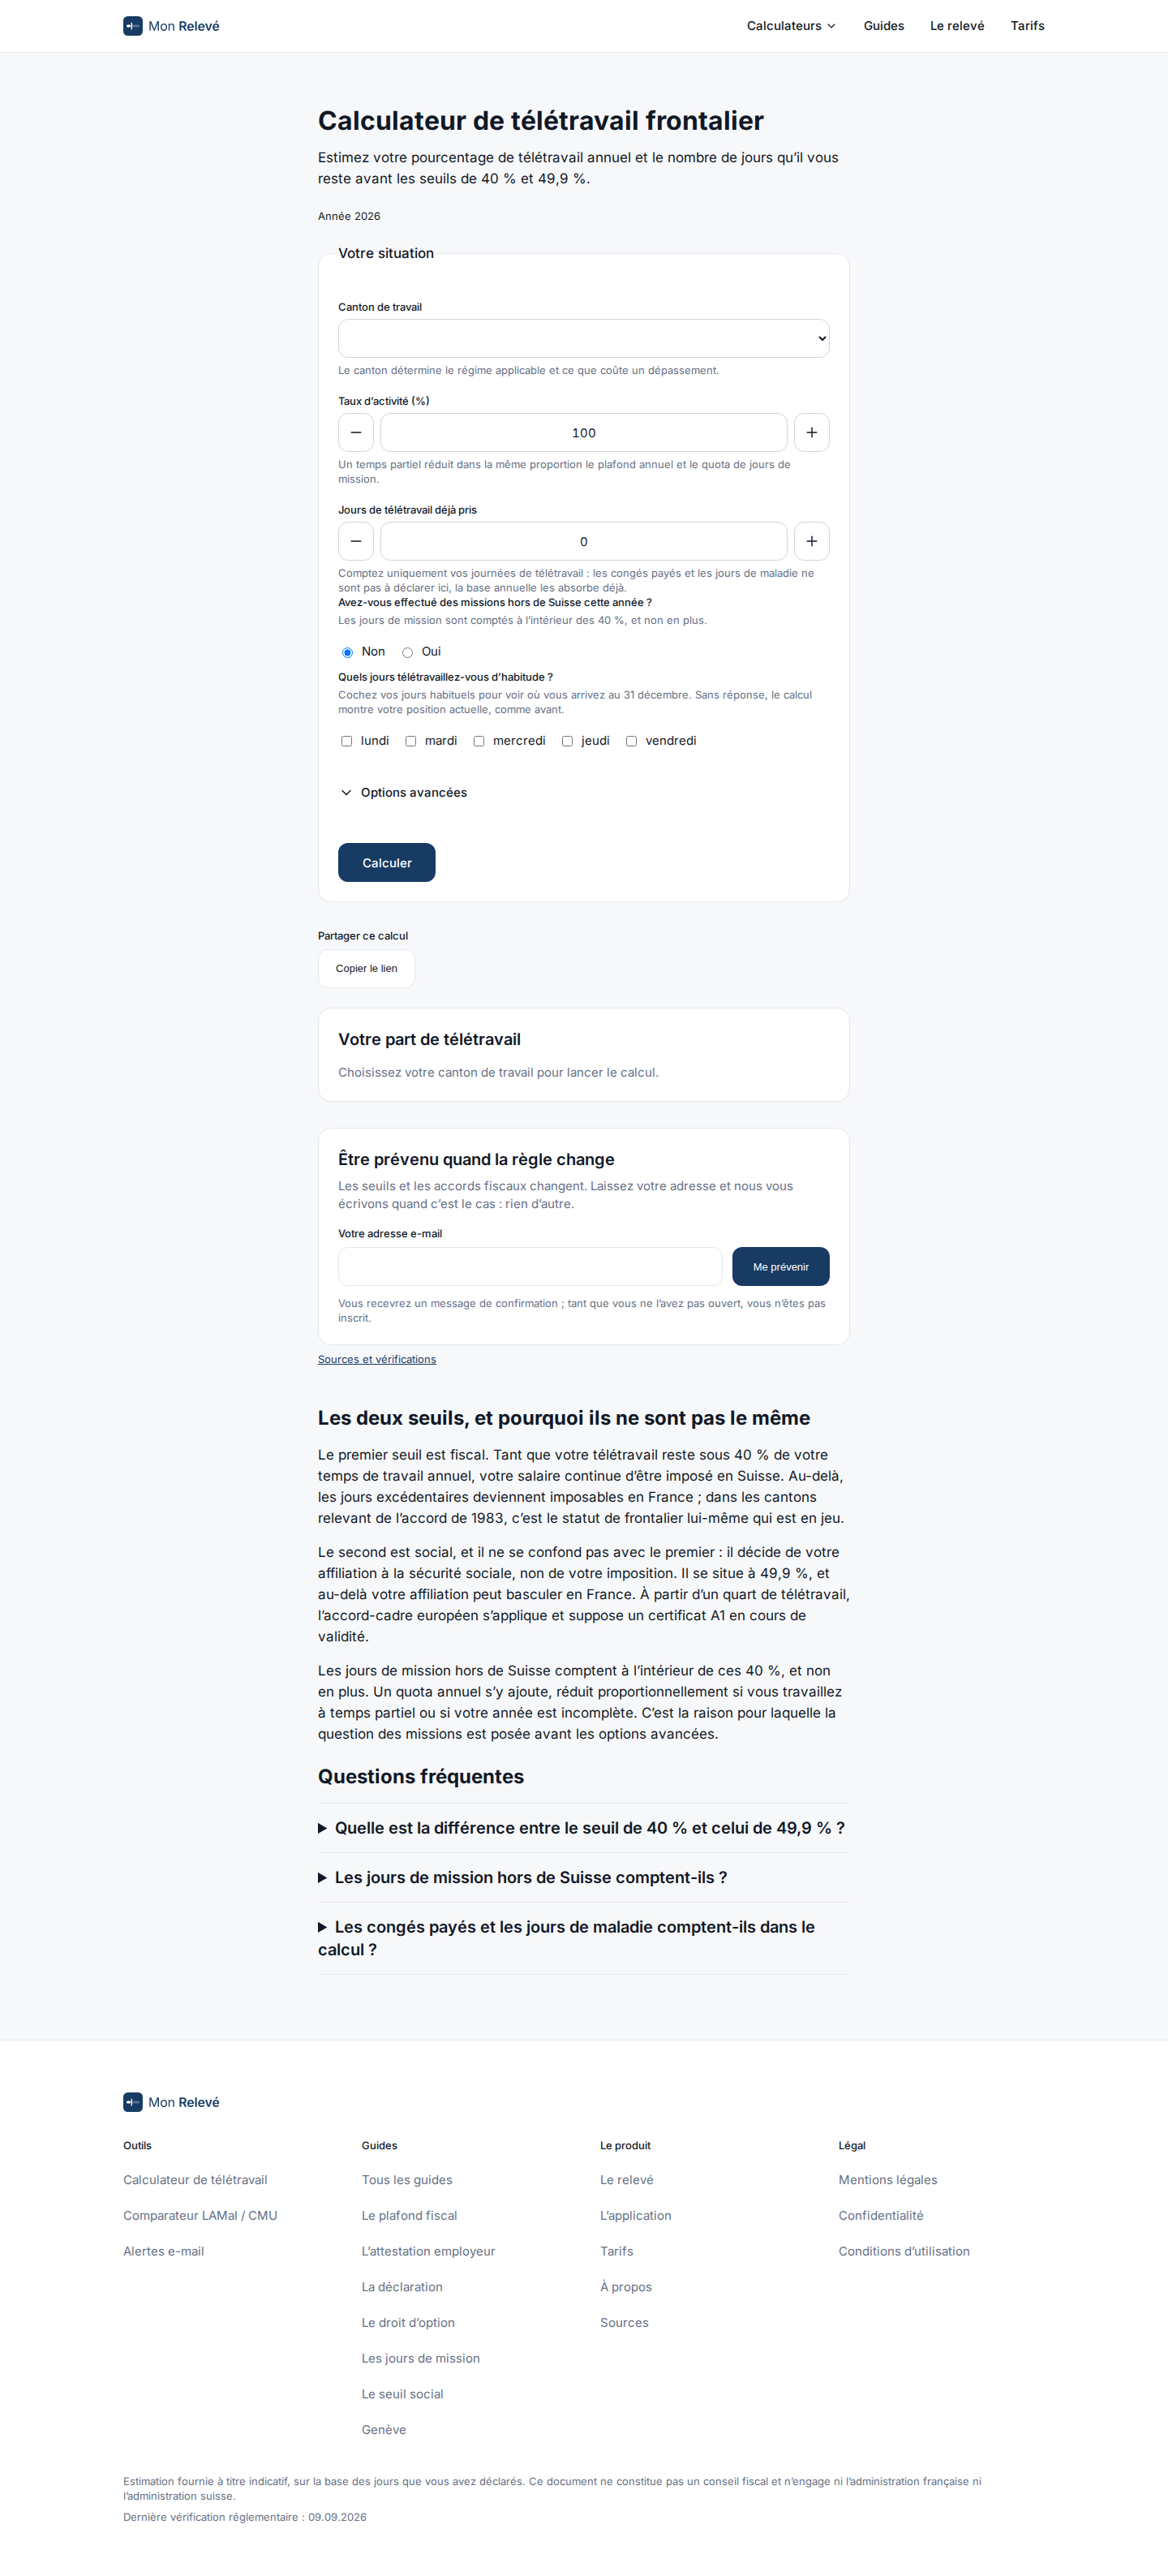 Mon Relevé
Calculateurs
Guides
Le relevé
Tarifs
Calculateur de télétravail frontalier
Estimez votre pourcentage de télétravail annuel et le nombre de jours qu’il vous
reste avant les seuils de 40 % et 49,9 %.
Année 2026
Votre situation
Canton de travail
Le canton détermine le régime applicable et ce que coûte un dépassement.
Taux d’activité (%)
100
Un temps partiel réduit dans la même proportion le plafond annuel et le quota de jours de
mission.
Jours de télétravail déjà pris
0
Comptez uniquement vos journées de télétravail : les congés payés et les jours de maladie ne
sont pas à déclarer ici, la base annuelle les absorbe déjà.
Avez-vous effectué des missions hors de Suisse cette année ?
Les jours de mission sont comptés à l’intérieur des 40 %, et non en plus.
Non
Oui
Quels jours télétravaillez-vous d’habitude ?
Cochez vos jours habituels pour voir où vous arrivez au 31 décembre. Sans réponse, le calcul
montre votre position actuelle, comme avant.
lundi
mardi
mercredi
jeudi
vendredi
Options avancées
Calculer
Partager ce calcul
Copier le lien
Votre part de télétravail
Choisissez votre canton de travail pour lancer le calcul.
Être prévenu quand la règle change
Les seuils et les accords fiscaux changent. Laissez votre adresse et nous vous
écrivons quand c’est le cas : rien d’autre.
Votre adresse e-mail
Me prévenir
Vous recevrez un message de confirmation ; tant que vous ne l’avez pas ouvert, vous n’êtes pas
inscrit.
Sources et vérifications
Les deux seuils, et pourquoi ils ne sont pas le même
Le premier seuil est fiscal. Tant que votre télétravail reste sous 40 % de votre
temps de travail annuel, votre salaire continue d’être imposé en Suisse. Au-delà,
les jours excédentaires deviennent imposables en France ; dans les cantons
relevant de l’accord de 1983, c’est le statut de frontalier lui-même qui est en jeu.
Le second est social, et il ne se confond pas avec le premier : il décide de votre
affiliation à la sécurité sociale, non de votre imposition. Il se situe à 49,9 %, et
au-delà votre affiliation peut basculer en France. À partir d’un quart de télétravail,
l’accord-cadre européen s’applique et suppose un certificat A1 en cours de
validité.
Les jours de mission hors de Suisse comptent à l’intérieur de ces 40 %, et non
en plus. Un quota annuel s’y ajoute, réduit proportionnellement si vous travaillez
à temps partiel ou si votre année est incomplète. C’est la raison pour laquelle la
question des missions est posée avant les options avancées.
Questions fréquentes
Quelle est la différence entre le seuil de 40 % et celui de 49,9 % ?
Les jours de mission hors de Suisse comptent-ils ?
Les congés payés et les jours de maladie comptent-ils dans le
calcul ?
Mon Relevé
Outils
Calculateur de télétravail
Comparateur LAMal / CMU
Alertes e-mail
Guides
Tous les guides
Le plafond fiscal
L’attestation employeur
La déclaration
Le droit d’option
Les jours de mission
Le seuil social
Genève
Le produit
Le relevé
L’application
Tarifs
À propos
Sources
Légal
Mentions légales
Confidentialité
Conditions d’utilisation
Estimation fournie à titre indicatif, sur la base des jours que vous avez déclarés. Ce document ne constitue pas un conseil fiscal et n’engage ni l’administration française ni
l’administration suisse.
Dernière vérification réglementaire : 09.09.2026